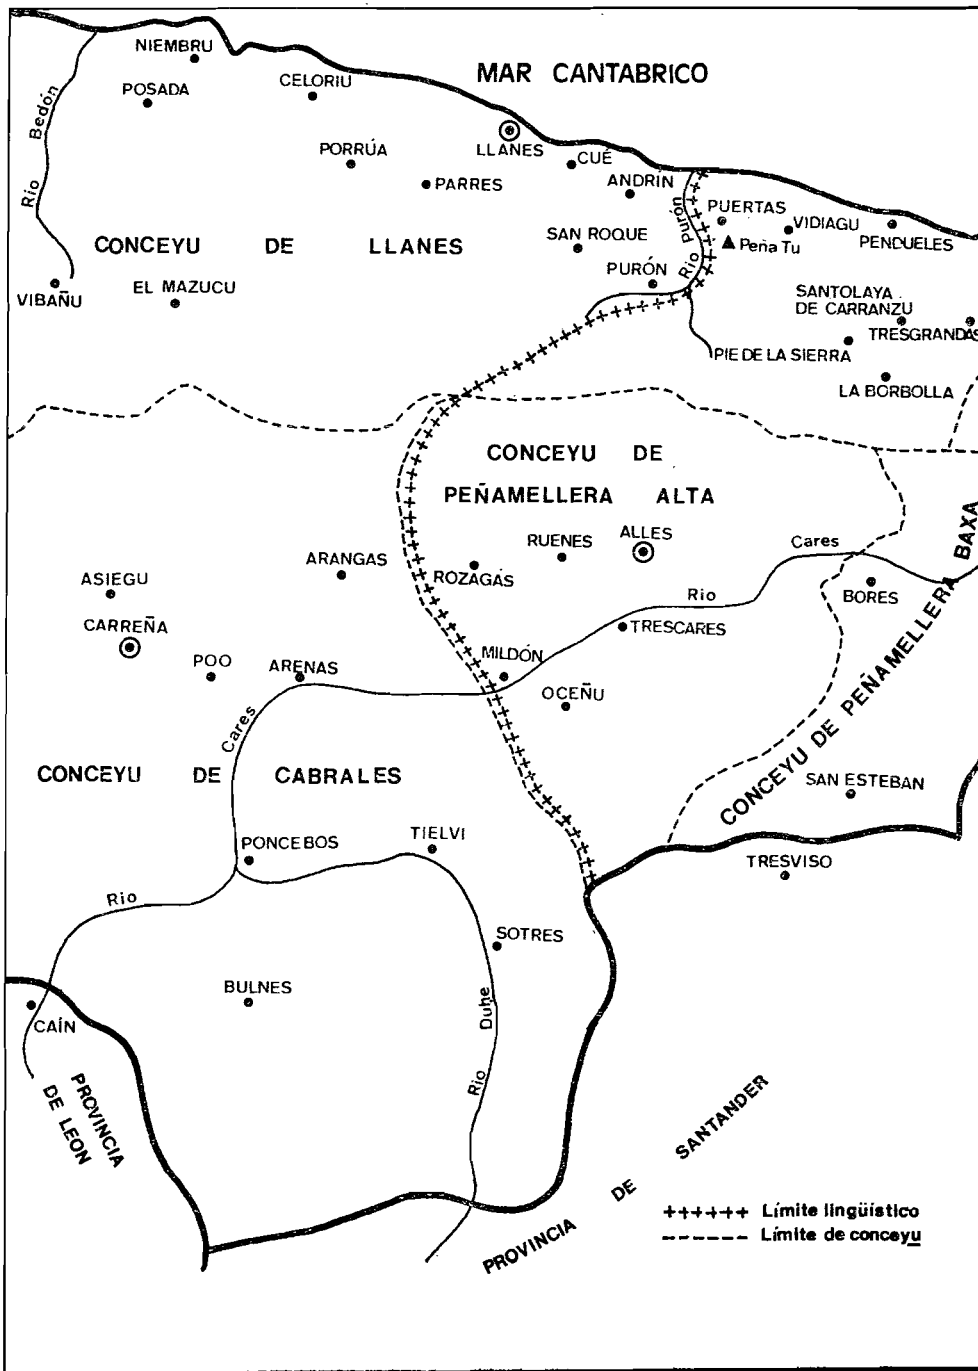 NIEMBRU
MAR CANTABRICO
CELORIU
POSADA
Rio Bedón
LLANES
PORRÚA
CUÉ
PARRES
ANDRÍN
PUERTAS
VIDIAGU
PENDUELES
Peña Tu
Rio Purón
CONCEYU DE LLANES
SAN ROQUE
PURÓN
VIBAÑU
EL MAZUCU
SANTOLAYA
DE CARRANZU
TRESGRANDAS
PIE DE LA SIERRA
LA BORBOLLA
CONCEYU DE
PEÑAMELLERA ALTA
ALLES
RUENES
Cares
ARANGAS
ROZAGÁS
ASIEGU
BORES
Rio
CARREÑA
TRESCARES
MILDÓN
POO
ARENAS
OCEÑU
Cares
CONCEYU DE PEÑAMELLERA BAXA
CONCEYU DE CABRALES
SAN ESTEBAN
TIELVI
PONCEBOS
TRESVISO
Rio
SOTRES
BULNES
Rio Duhe
CAÍN
PROVINCIA
DE LEON
PROVINCIA DE SANTANDER
++++++ Límite lingüístico
------ Límite de conceyu